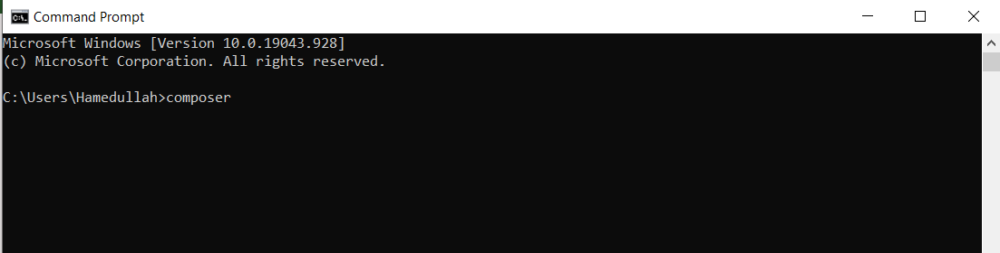 Command Prompt
Microsoft Windows [Version 10.0.19043.928]
(c) Microsoft Corporation. All rights reserved.
C:\Users\Hamedullah>composer